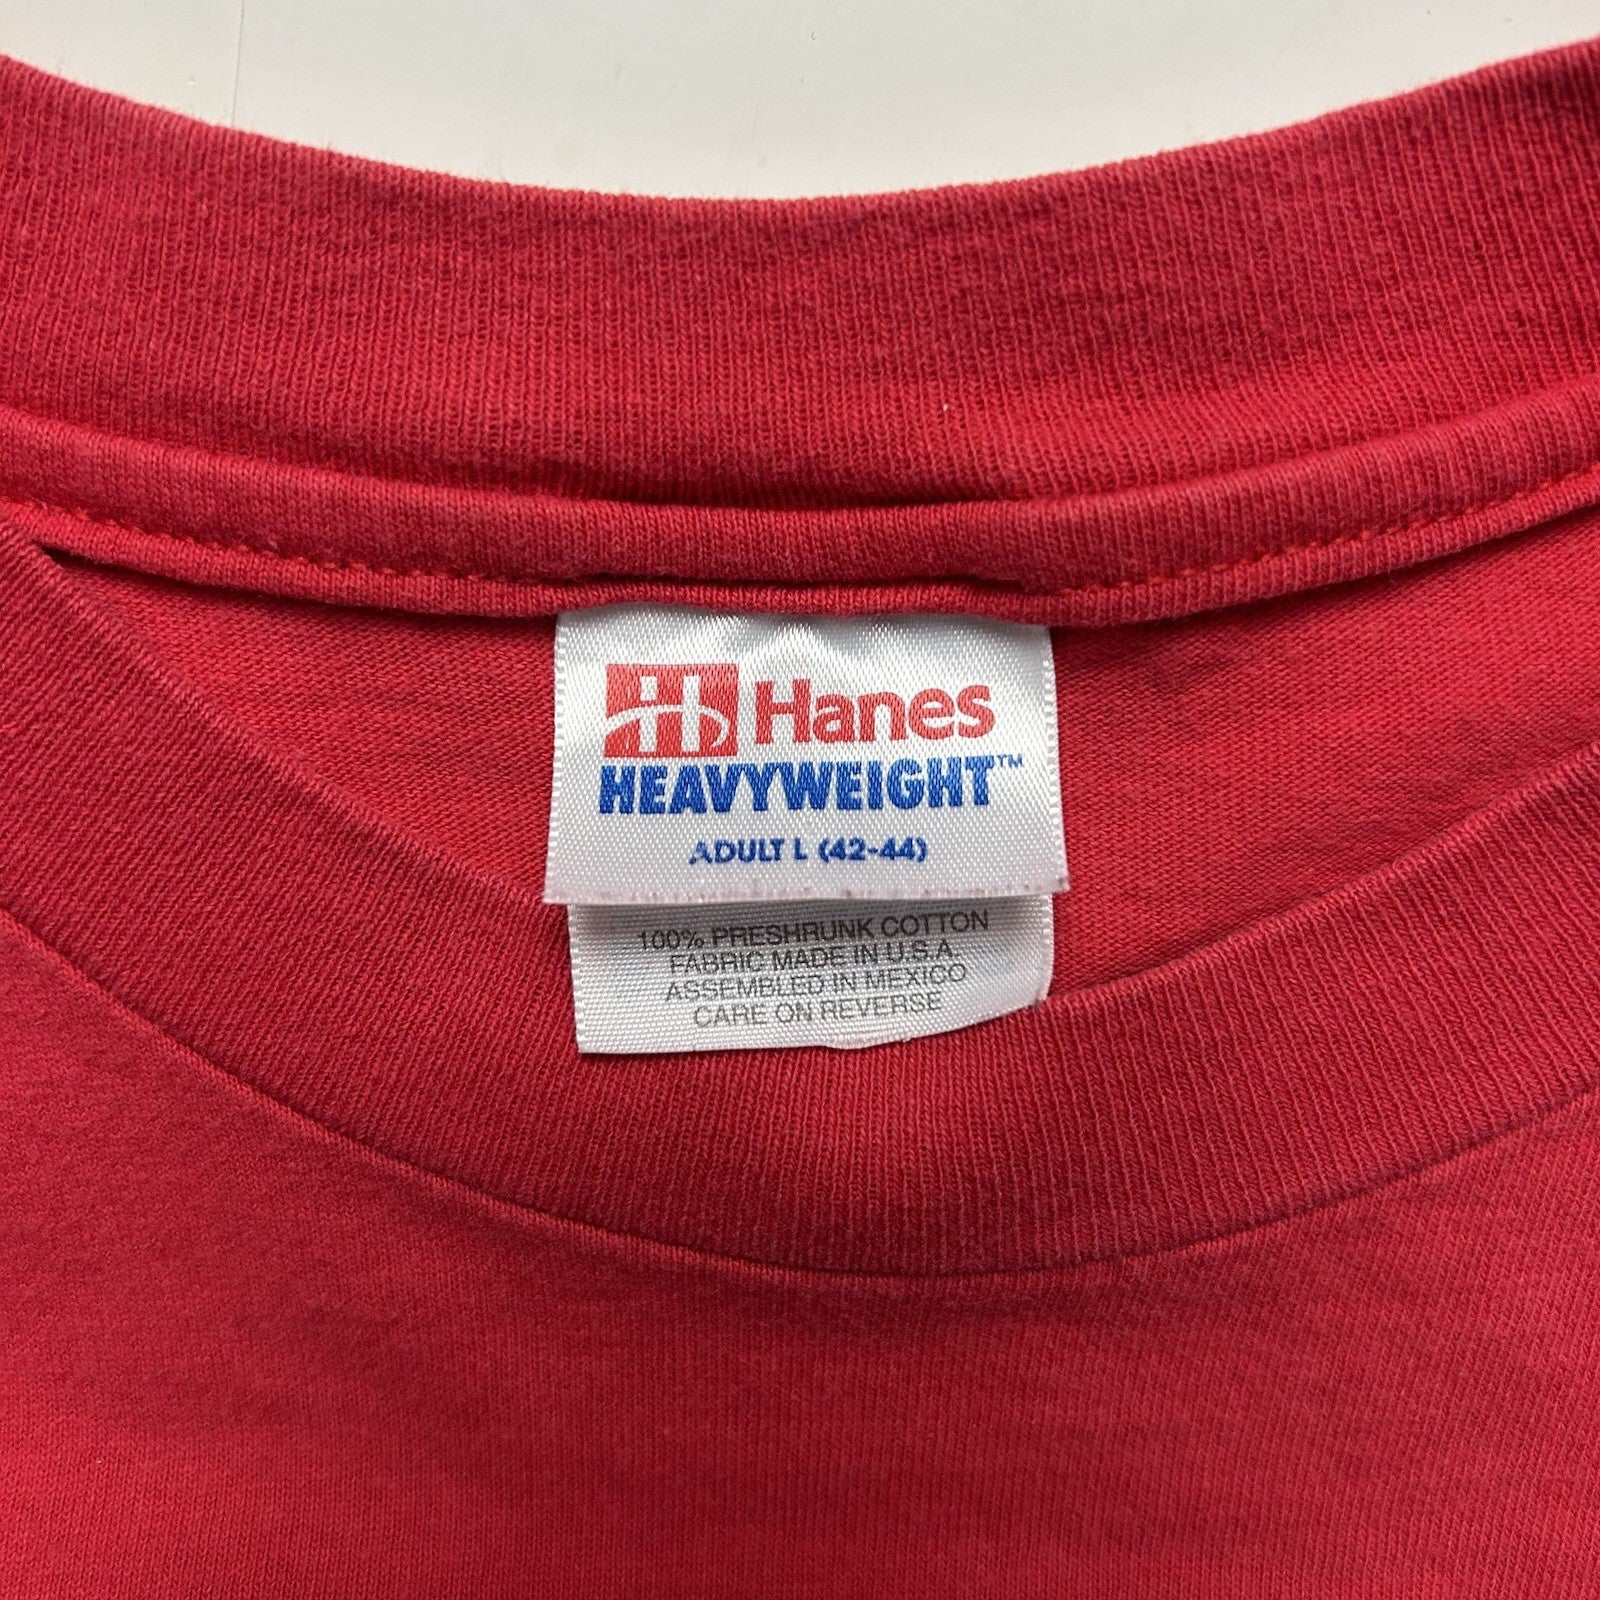 H Hanes
HEAVYWEIGHT™
ADULT L (42-44)
100% PRESHRUNK COTTON
FABRIC MADE IN U.S.A.
ASSEMBLED IN MEXICO
CARE ON REVERSE